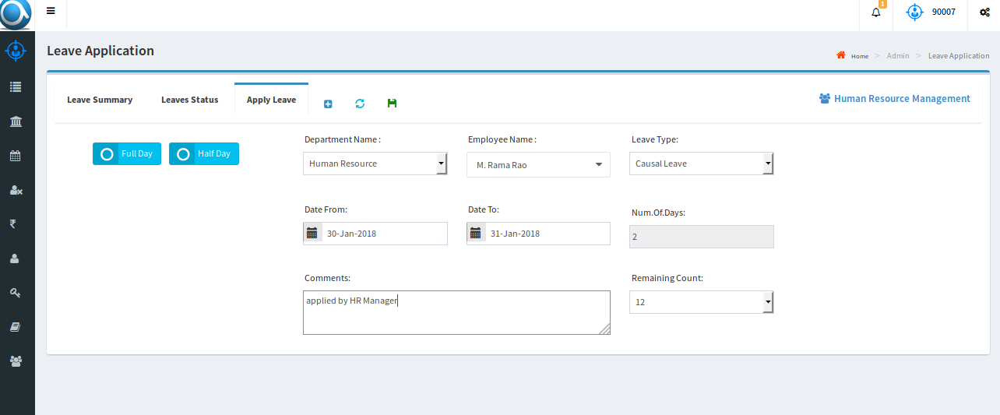 1
90007
Leave Application
Home > Admin > Leave Application
Leave Summary Leaves Status Apply Leave
Human Resource Management
Full Day Half Day
Department Name : Employee Name : Leave Type:
Human Resource M. Rama Rao Causal Leave
Date From: Date To: Num.Of.Days:
30-Jan-2018 31-Jan-2018 2
Comments: Remaining Count:
applied by HR Manager 12